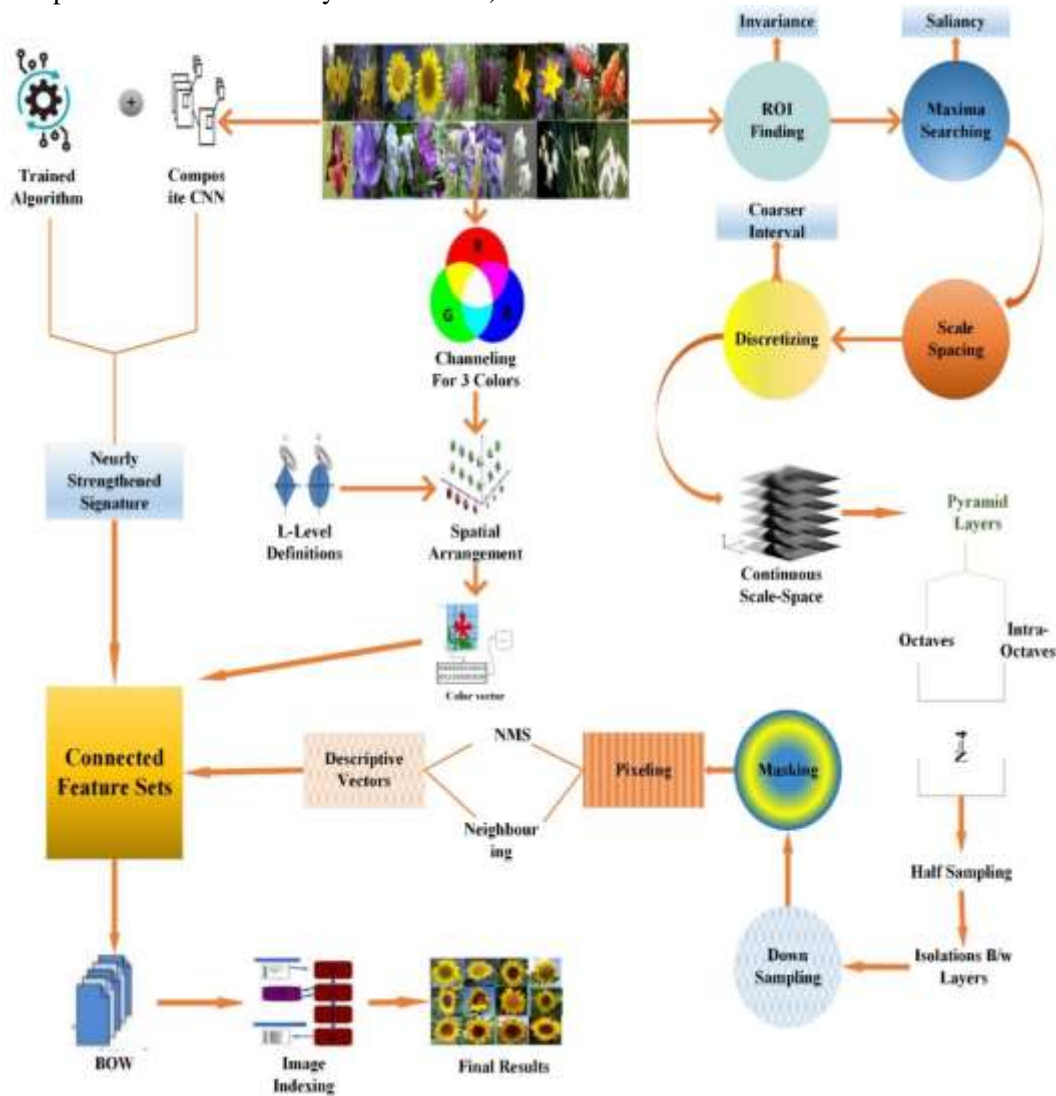 Invariance
Saliancy
ROI
Finding
Maxima
Searching
Trained
Algorithm
Compos
ite CNN
Coarser
Interval
G
Channeling
For 3 Colors
Discretizing
Scale
Spacing
Neurly
Strengthened
Signature
L-Level
Definitions
Spatial
Arrangement
Continuous
Scale-Space
Pyramid
Layers
Octaves
Intra-
Octaves
Color vector
Connected
Feature Sets
Descriptive
Vectors
NMS
Neighbour
ing
Pixeling
Masking
N=4
Half Sampling
Isolations B/w
Layers
Down
Sampling
BOW
Image
Indexing
Final Results